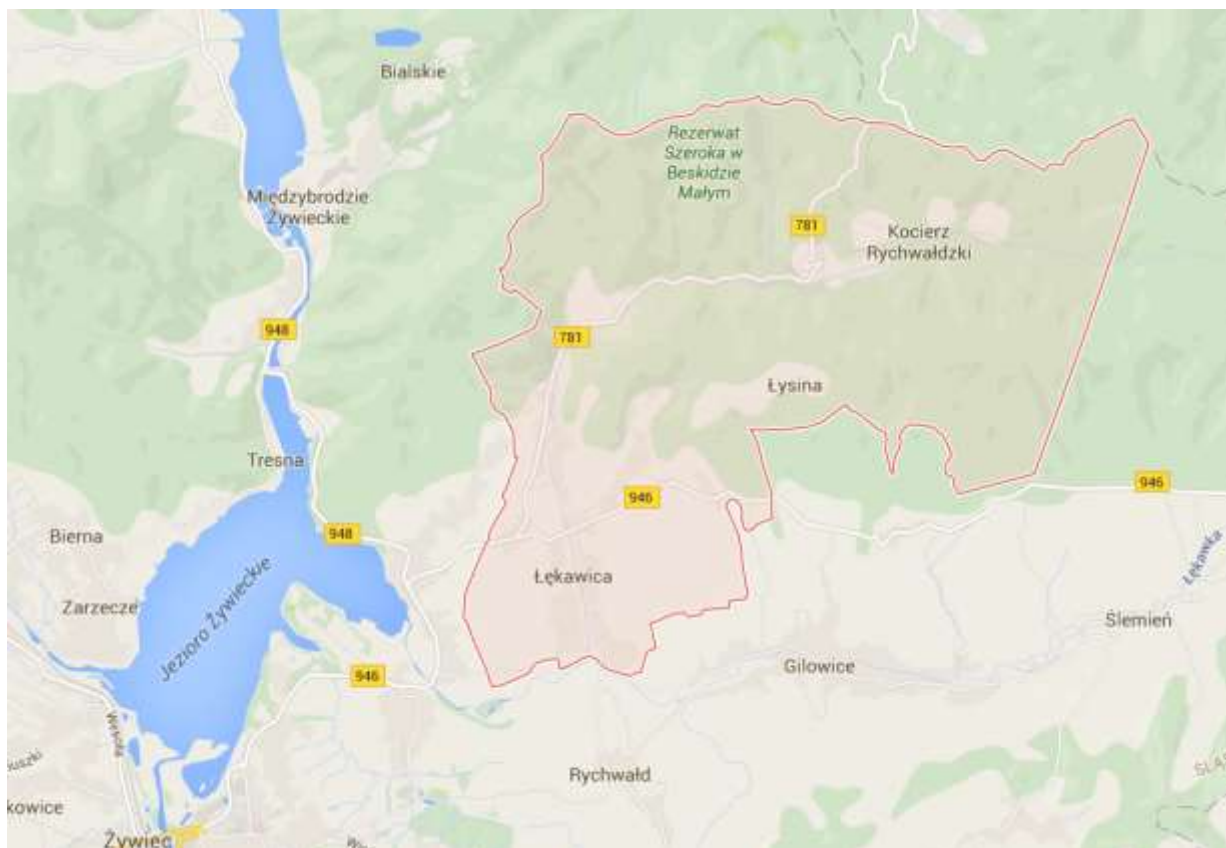 Bialskie
Rezerwat
Szeroka w
Beskidzie
Małym
Międzybrodzie
Żywieckie
781
Kocierz
Rychwałdzki
948
781
Łysina
Tresna
946
946
Bierna
948
Łękawka
Łękawica
Zarzecze
Jezioro Żywieckie
Ślemień
Gilowice
946
Rychwałd
kowice
Żywiec